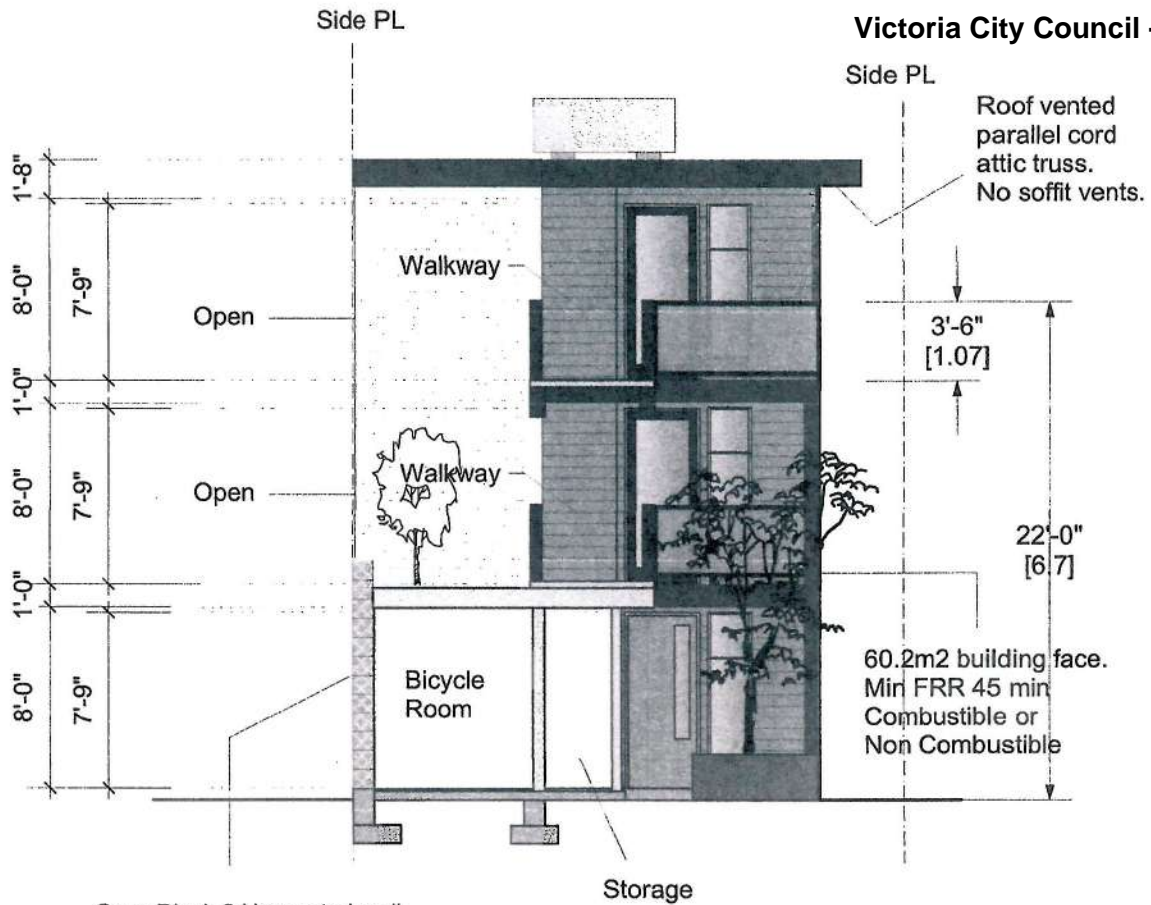 Victoria City Council -
Side PL
Side PL
Roof vented
parallel cord
attic truss.
No soffit vents.
1'-8"
8'-0"
7'-9"
Walkway
Open
3'-6"
[1.07]
1'-0"
8'-0"
7'-9"
Walkway
Open
22'-0"
[6.7]
1'-0"
8'-0"
7'-9"
Bicycle
Room
60.2m2 building face.
Min FRR 45 min
Combustible or
Non Combustible
Storage